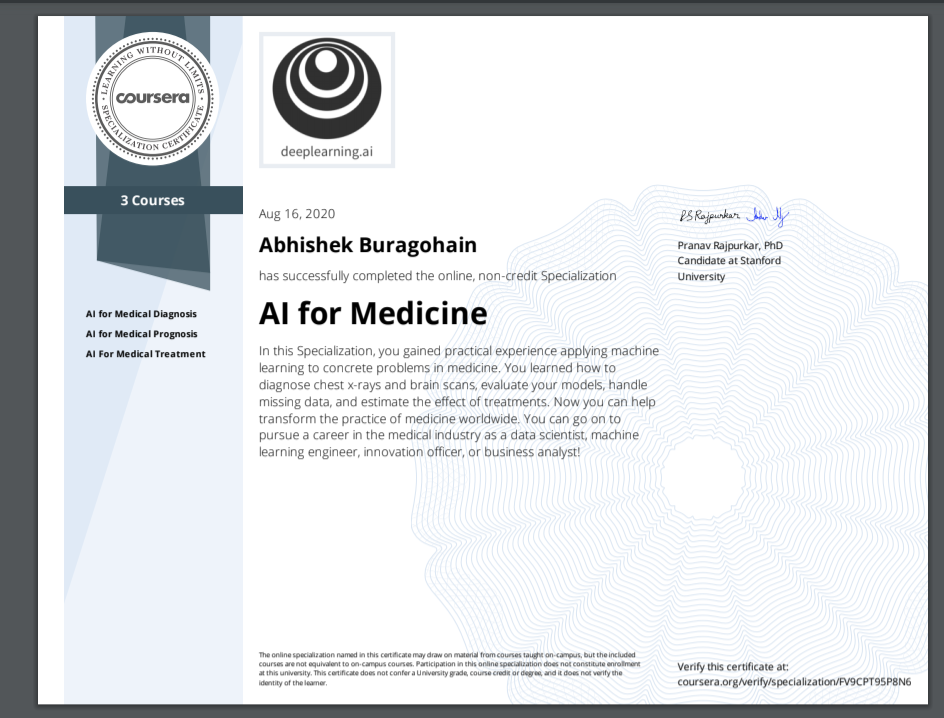 LEARNING WITHOUT LIMITS
coursera
SPECIALIZATION CERTIFICATE
3 Courses
AI for Medical Diagnosis
AI for Medical Prognosis
AI For Medical Treatment
deeplearning.ai
Aug 16, 2020
Abhishek Buragohain
has successfully completed the online, non-credit Specialization
AI for Medicine
In this Specialization, you gained practical experience applying machine
learning to concrete problems in medicine. You learned how to
diagnose chest x-rays and brain scans, evaluate your models, handle
missing data, and estimate the effect of treatments. Now you can help
transform the practice of medicine worldwide. You can go on to
pursue a career in the medical industry as a data scientist, machine
learning engineer, innovation officer, or business analyst!
The online specialization named in this certificate may draw on material from courses taught on-campus, but the included
courses are not equivalent to on-campus courses. Participation in this online specialization does not constitute enrollment
at this university. This certificate does not confer a University grade, course credit or degree, and it does not verify the
identity of the learner.
P.S Rajpurkar
Pranav Rajpurkar, PhD
Candidate at Stanford
University
Verify this certificate at:
coursera.org/verify/specialization/FV9CPT95P8N6